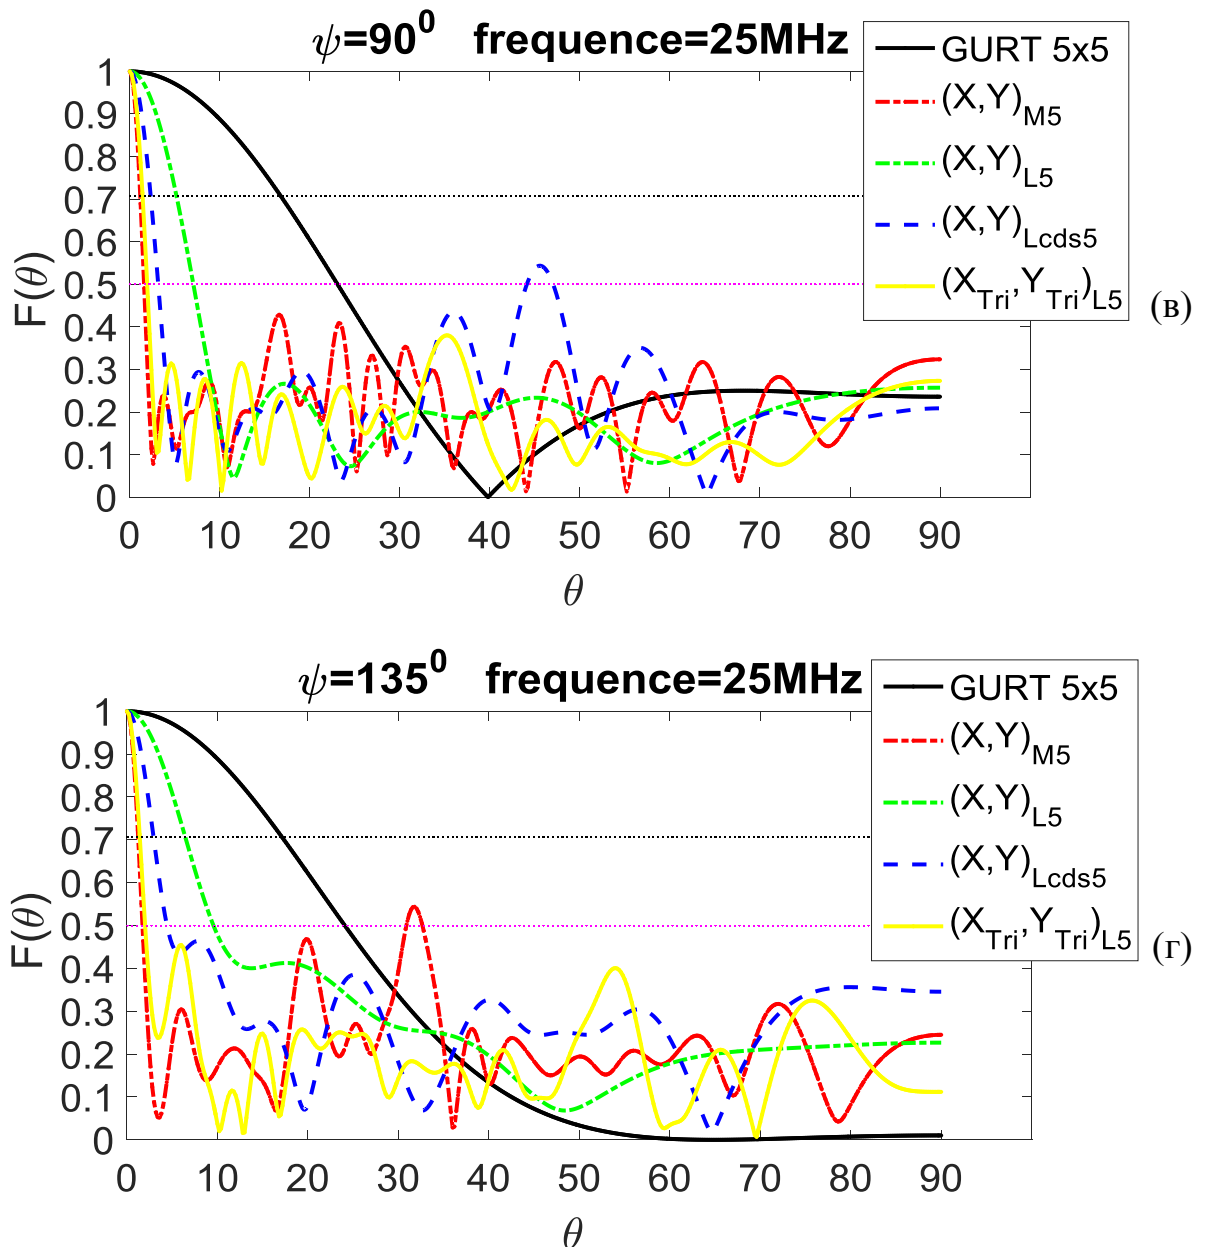 ψ=90⁰ frequence=25MHz
GURT 5x5
(X,Y)M5
(X,Y)L5
(X,Y)Lcds5
(XTri,YTri)L5
(в)
F(θ)
1
0.9
0.8
0.7
0.6
0.5
0.4
0.3
0.2
0.1
0
0 10 20 30 40 50 60 70 80 90
θ
ψ=135⁰ frequence=25MHz
GURT 5x5
(X,Y)M5
(X,Y)L5
(X,Y)Lcds5
(XTri,YTri)L5
(г)
F(θ)
1
0.9
0.8
0.7
0.6
0.5
0.4
0.3
0.2
0.1
0
0 10 20 30 40 50 60 70 80 90
θ